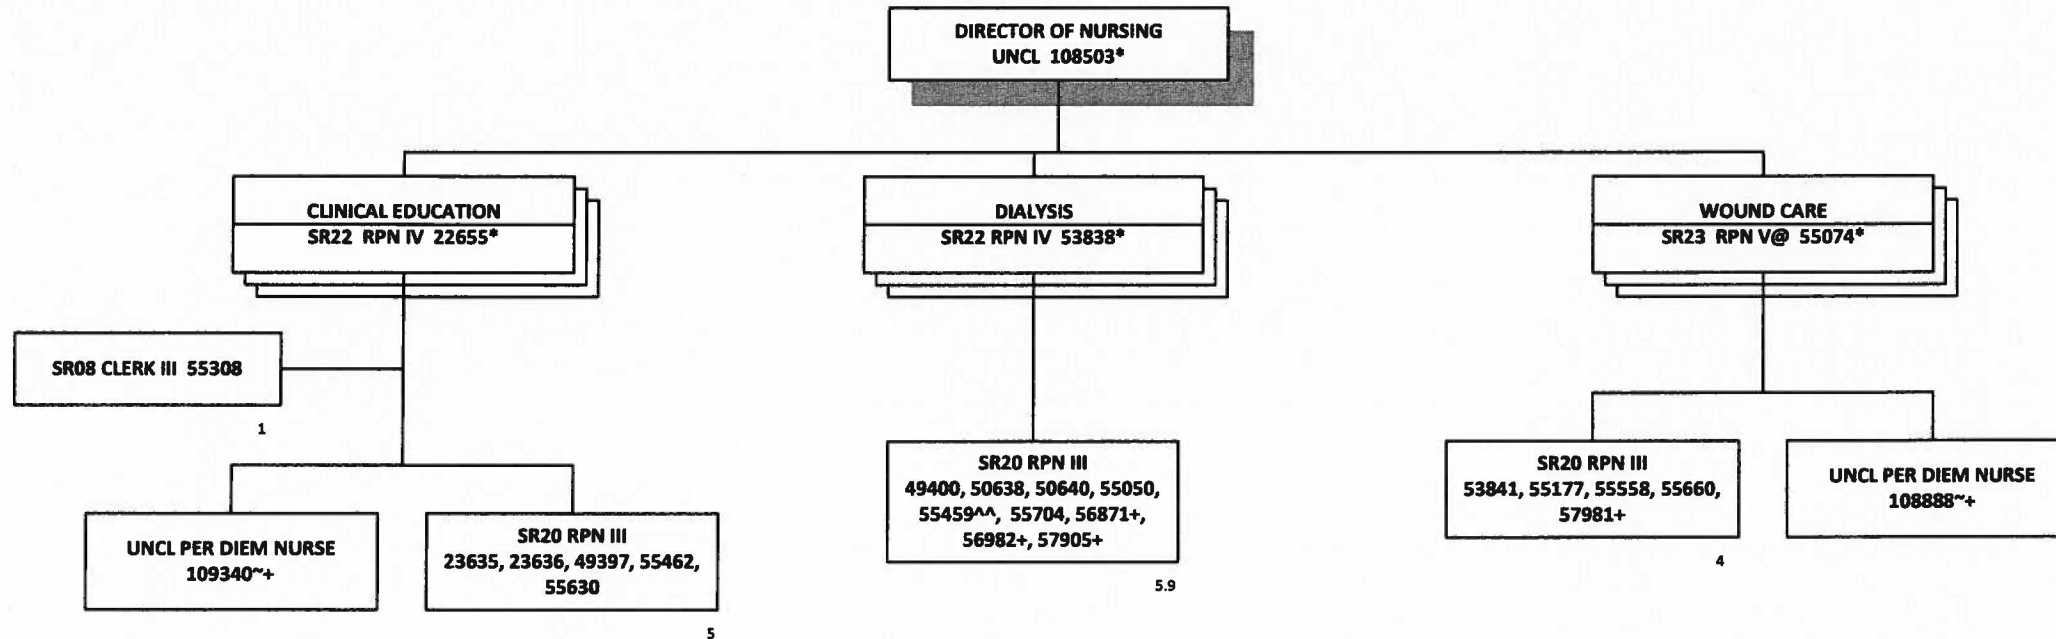 DIRECTOR OF NURSING
UNCL 108503*
CLINICAL EDUCATION
SR22 RPN IV 22655*
DIALYSIS
SR22 RPN IV 53838*
WOUND CARE
SR23 RPN V@ 55074*
SR08 CLERK III 55308
1
UNCL PER DIEM NURSE
109340~+
SR20 RPN III
23635, 23636, 49397, 55462,
55630
5
SR20 RPN III
49400, 50638, 50640, 55050,
55459^^, 55704, 56871+,
56982+, 57905+
5.9
SR20 RPN III
53841, 55177, 55558, 55660,
57981+
4
UNCL PER DIEM NURSE
108888~+